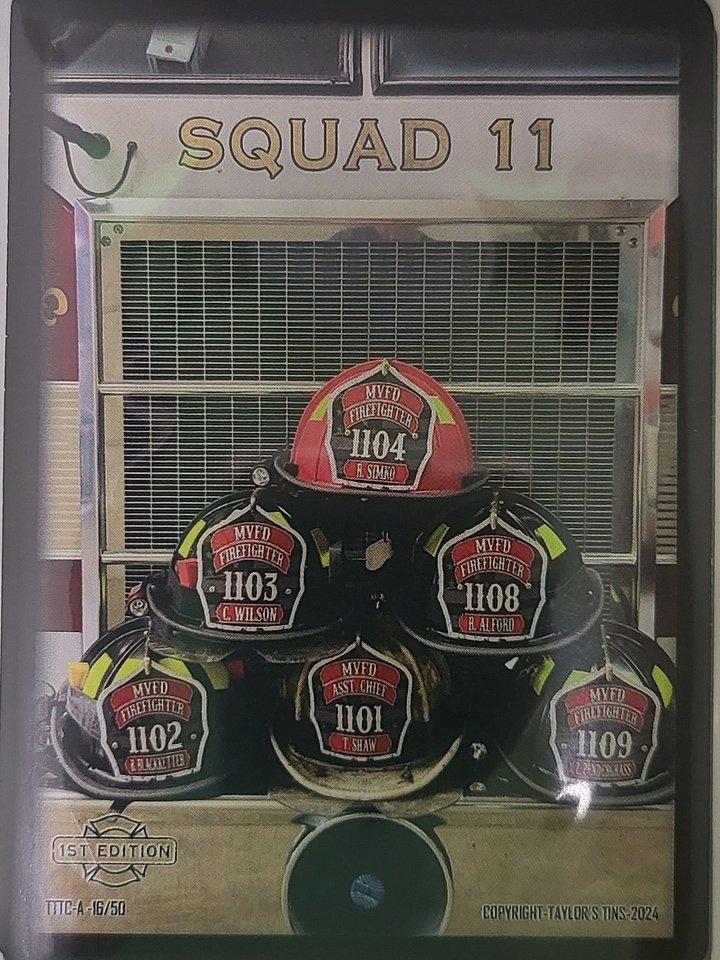 SQUAD 11
MVFD
FIREFIGHTER
1104
R. SIMKO
MVFD
FIREFIGHTER
1103
C. WILSON
MVFD
FIREFIGHTER
1108
R. ALFORD
MVFD
FIREFIGHTER
1102
MVFD
ASST. CHIEF
1101
T. SHAW
MVFD
FIREFIGHTER
1109
1ST EDITION
TTTC-A -16/50
COPYRIGHT-TAYLOR'S TINS-2024